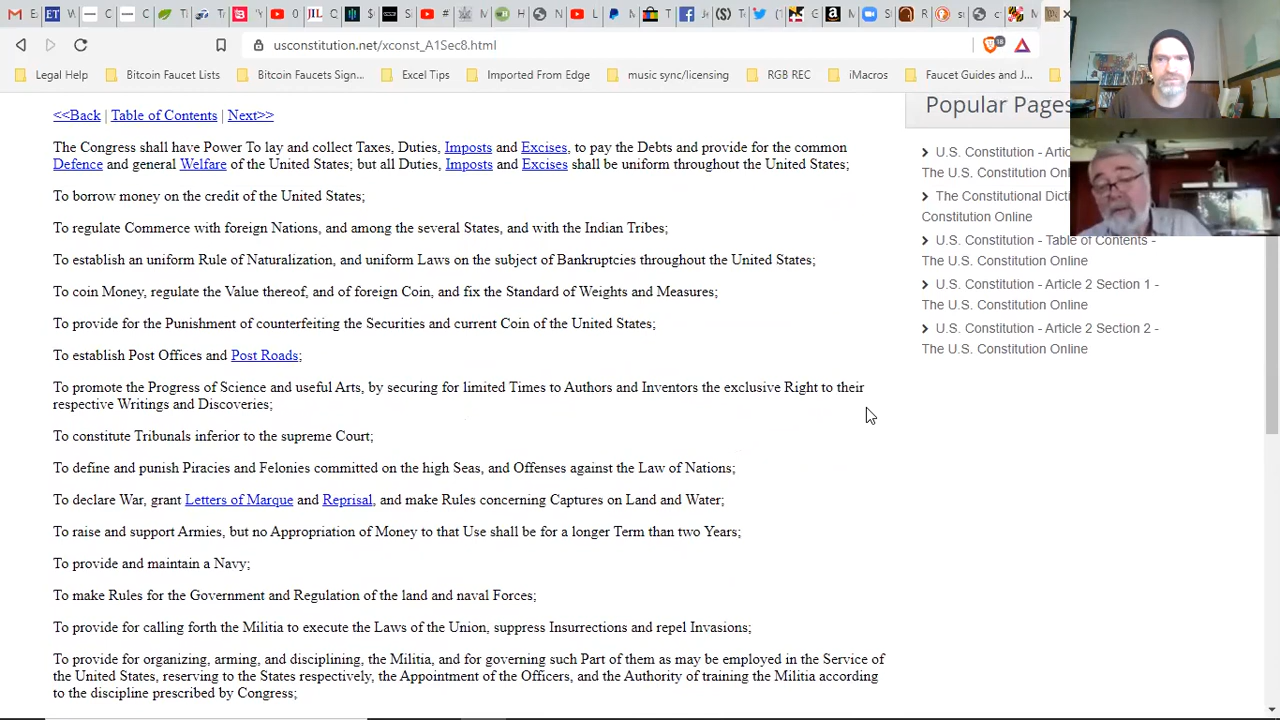 usconstitution.net/xconst_A1Sec8.html
18
Legal Help
Bitcoin Faucet Lists
Bitcoin Faucets Sign...
Excel Tips
Imported From Edge
music sync/licensing
RGB REC
iMacros
Faucet Guides and J...
<<Back | Table of Contents | Next>>
The Congress shall have Power To lay and collect Taxes, Duties, Imposts and Excises, to pay the Debts and provide for the common
Defence and general Welfare of the United States; but all Duties, Imposts and Excises shall be uniform throughout the United States;
To borrow money on the credit of the United States;
To regulate Commerce with foreign Nations, and among the several States, and with the Indian Tribes;
To establish an uniform Rule of Naturalization, and uniform Laws on the subject of Bankruptcies throughout the United States;
To coin Money, regulate the Value thereof, and of foreign Coin, and fix the Standard of Weights and Measures;
To provide for the Punishment of counterfeiting the Securities and current Coin of the United States;
To establish Post Offices and Post Roads;
To promote the Progress of Science and useful Arts, by securing for limited Times to Authors and Inventors the exclusive Right to their
respective Writings and Discoveries;
To constitute Tribunals inferior to the supreme Court;
To define and punish Piracies and Felonies committed on the high Seas, and Offenses against the Law of Nations;
To declare War, grant Letters of Marque and Reprisal, and make Rules concerning Captures on Land and Water;
To raise and support Armies, but no Appropriation of Money to that Use shall be for a longer Term than two Years;
To provide and maintain a Navy;
To make Rules for the Government and Regulation of the land and naval Forces;
To provide for calling forth the Militia to execute the Laws of the Union, suppress Insurrections and repel Invasions;
To provide for organizing, arming, and disciplining, the Militia, and for governing such Part of them as may be employed in the Service of
the United States, reserving to the States respectively, the Appointment of the Officers, and the Authority of training the Militia according
to the discipline prescribed by Congress;
Popular Pages
U.S. Constitution - Artic
The U.S. Constitution Onl
The Constitutional Dicti
Constitution Online
U.S. Constitution - Table of Contents -
The U.S. Constitution Online
U.S. Constitution - Article 2 Section 1 -
The U.S. Constitution Online
U.S. Constitution - Article 2 Section 2 -
The U.S. Constitution Online